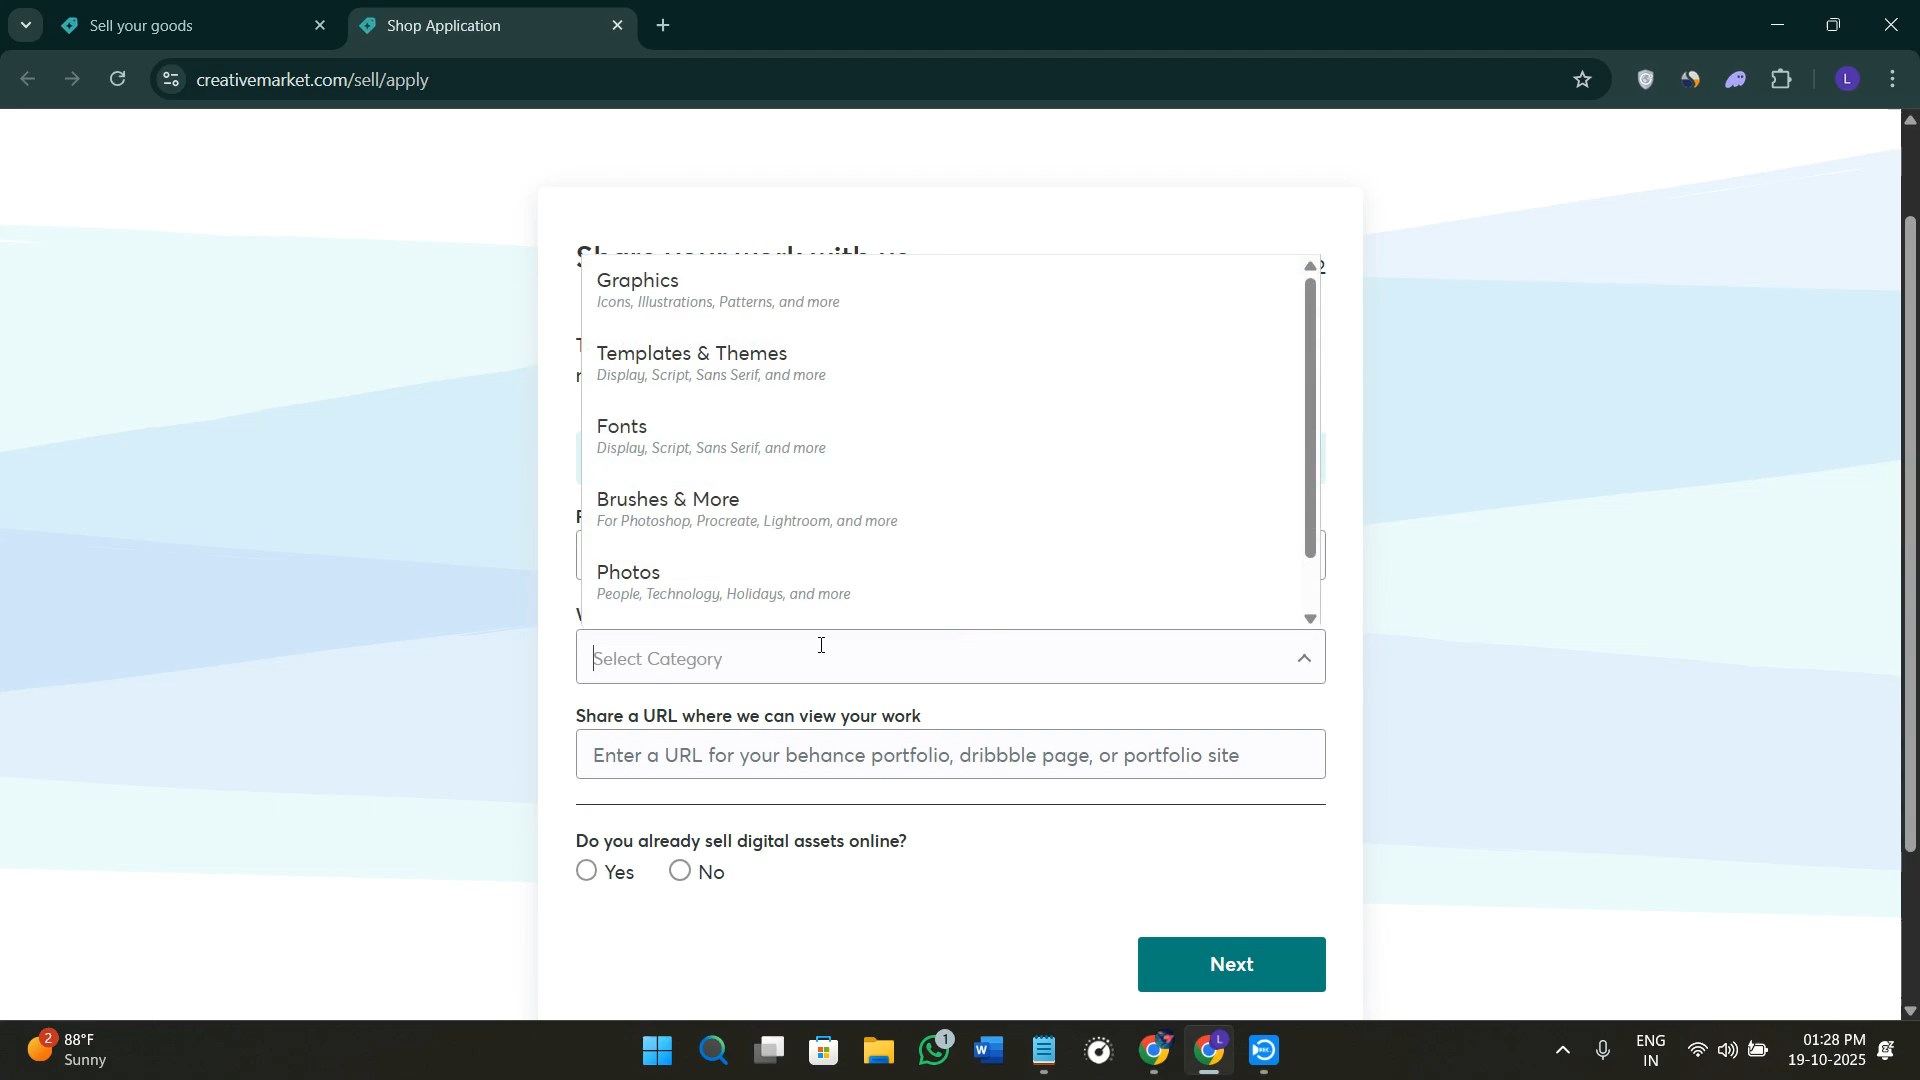 Sell your goods
Shop Application
creativemarket.com/sell/apply
L
Graphics
Icons, Illustrations, Patterns, and more
Templates & Themes
Display, Script, Sans Serif, and more
Fonts
Display, Script, Sans Serif, and more
Brushes & More
For Photoshop, Procreate, Lightroom, and more
Photos
People, Technology, Holidays, and more
Select Category
Share a URL where we can view your work
Enter a URL for your behance portfolio, dribbble page, or portfolio site
Do you already sell digital assets online?
Yes No
Next
2 88°F
Sunny
1
L
ENG
IN
01:28 PM
19-10-2025